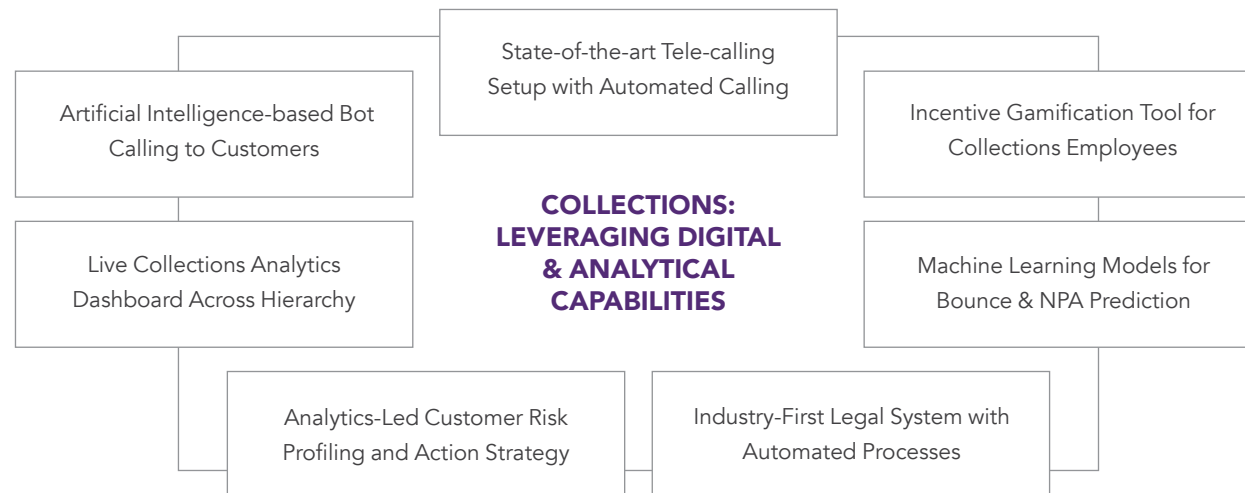 State-of-the-art Tele-calling
Setup with Automated Calling
Artificial Intelligence-based Bot
Calling to Customers
Incentive Gamification Tool for
Collections Employees
COLLECTIONS:
LEVERAGING DIGITAL
& ANALYTICAL
CAPABILITIES
Live Collections Analytics
Dashboard Across Hierarchy
Machine Learning Models for
Bounce & NPA Prediction
Analytics-Led Customer Risk
Profiling and Action Strategy
Industry-First Legal System with
Automated Processes